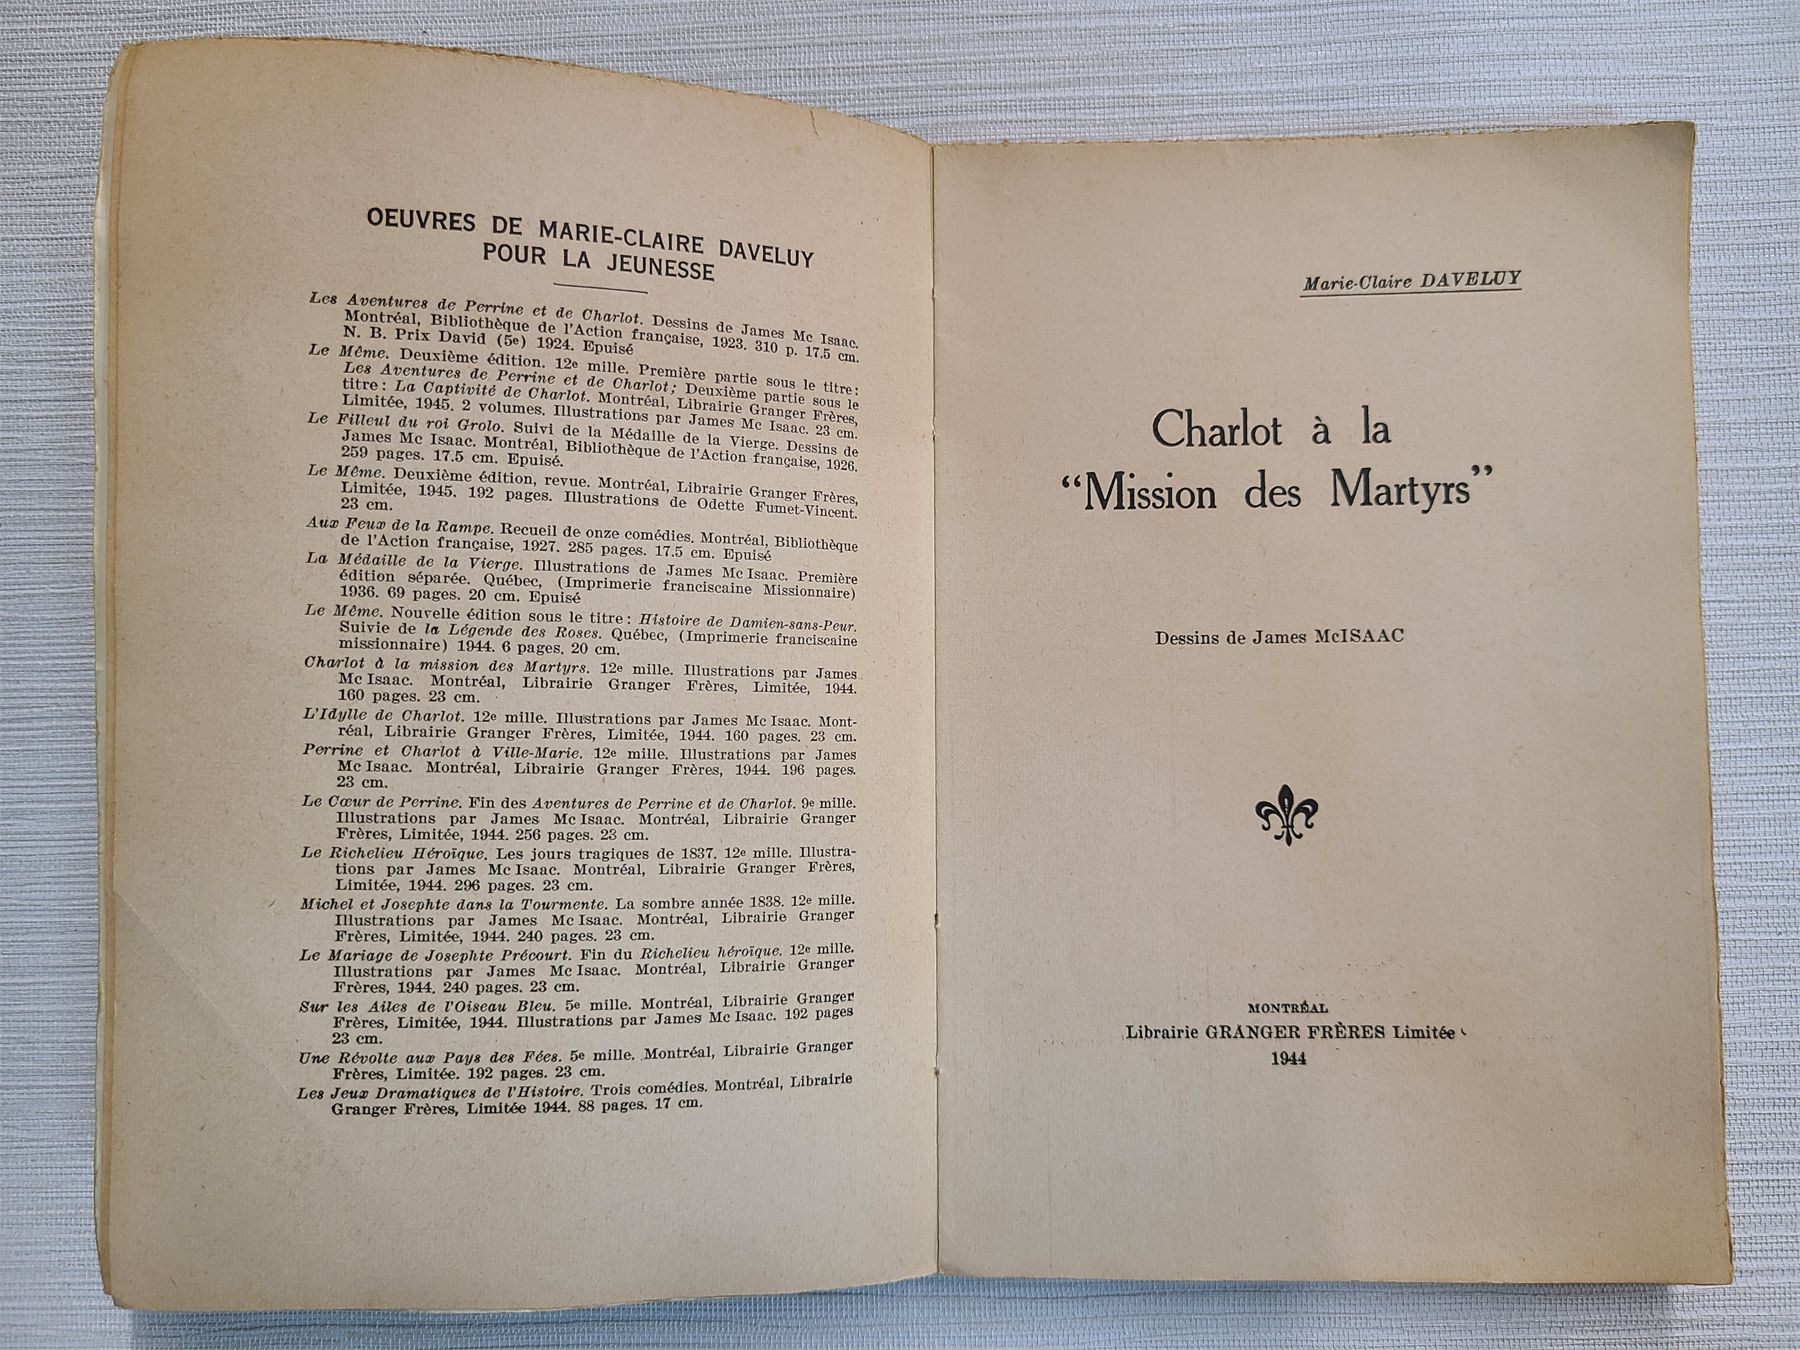 OEUVRES DE MARIE-CLAIRE DAVELUY
POUR LA JEUNESSE
Les Aventures de Perrine et de Charlot. Dessins de James Mc Isaac.
Montréal, Bibliothèque de l'Action française, 1923. 310 p. 17.5 cm.
N. B. Prix David (5e) 1924. Epuisé
Le Même. Deuxième édition. 12e mille. Première partie sous le titre:
Les Aventures de Perrine et de Charlot; Deuxième partie sous le
titre: La Captivité de Charlot. Montréal, Librairie Granger Frères,
Limitée, 1945. 2 volumes. Illustrations par James Mc Isaac. 23 cm.
Le Filleul du roi Grolo. Suivi de la Médaille de la Vierge. Dessins de
James Mc Isaac. Montréal, Bibliothèque de l'Action française, 1926.
259 pages. 17.5 cm. Epuisé.
Le Même. Deuxième édition, revue. Montréal, Librairie Granger Frères,
Limitée, 1945. 192 pages. Illustrations de Odette Fumet-Vincent.
23 cm.
Aux Feux de la Rampe. Recueil de onze comédies. Montréal, Bibliothèque
de l'Action française, 1927. 285 pages. 17.5 cm. Epuisé
La Médaille de la Vierge. Illustrations de James Mc Isaac. Première
édition séparée. Québec, (Imprimerie franciscaine Missionnaire)
1936. 69 pages. 20 cm. Epuisé
Le Même. Nouvelle édition sous le titre: Histoire de Damien-sans-Peur.
Suivie de la Légende des Roses. Québec, (Imprimerie franciscaine
missionnaire) 1944. 6 pages. 20 cm.
Charlot à la mission des Martyrs. 12e mille. Illustrations par James
Mc Isaac. Montréal, Librairie Granger Frères, Limitée, 1944.
160 pages. 23 cm.
L'Idylle de Charlot. 12e mille. Illustrations par James Mc Isaac. Mont-
réal, Librairie Granger Frères, Limitée, 1944. 160 pages. 23 cm.
Perrine et Charlot à Ville-Marie. 12e mille. Illustrations par James
Mc Isaac. Montréal, Librairie Granger Frères, 1944. 196 pages.
23 cm.
Le Cœur de Perrine. Fin des Aventures de Perrine et de Charlot. 9e mille.
Illustrations par James Mc Isaac. Montréal, Librairie Granger
Frères, Limitée, 1944. 256 pages. 23 cm.
Le Richelieu Héroïque. Les jours tragiques de 1837. 12e mille. Illustra-
tions par James Mc Isaac. Montréal, Librairie Granger Frères,
Limitée, 1944. 296 pages. 23 cm.
Michel et Josephte dans la Tourmente. La sombre année 1838. 12e mille.
Illustrations par James Mc Isaac. Montréal, Librairie Granger
Frères, Limitée, 1944. 240 pages. 23 cm.
Le Mariage de Josephte Précourt. Fin du Richelieu héroïque. 12e mille.
Illustrations par James Mc Isaac. Montréal, Librairie Granger
Frères, 1944. 240 pages. 23 cm.
Sur les Ailes de l'Oiseau Bleu. 5e mille. Montréal, Librairie Granger
Frères, Limitée, 1944. Illustrations par James Mc Isaac. 192 pages
23 cm.
Une Révolte aux Pays des Fées. 5e mille. Montréal, Librairie Granger
Frères, Limitée. 192 pages. 23 cm.
Les Jeux Dramatiques de l'Histoire. Trois comédies. Montréal, Librairie
Granger Frères, Limitée 1944. 88 pages. 17 cm.
Marie-Claire DAVELUY
Charlot à la
“Mission des Martyrs”
Dessins de James McISAAC
MONTRÉAL
Librairie GRANGER FRÈRES Limitée
1944